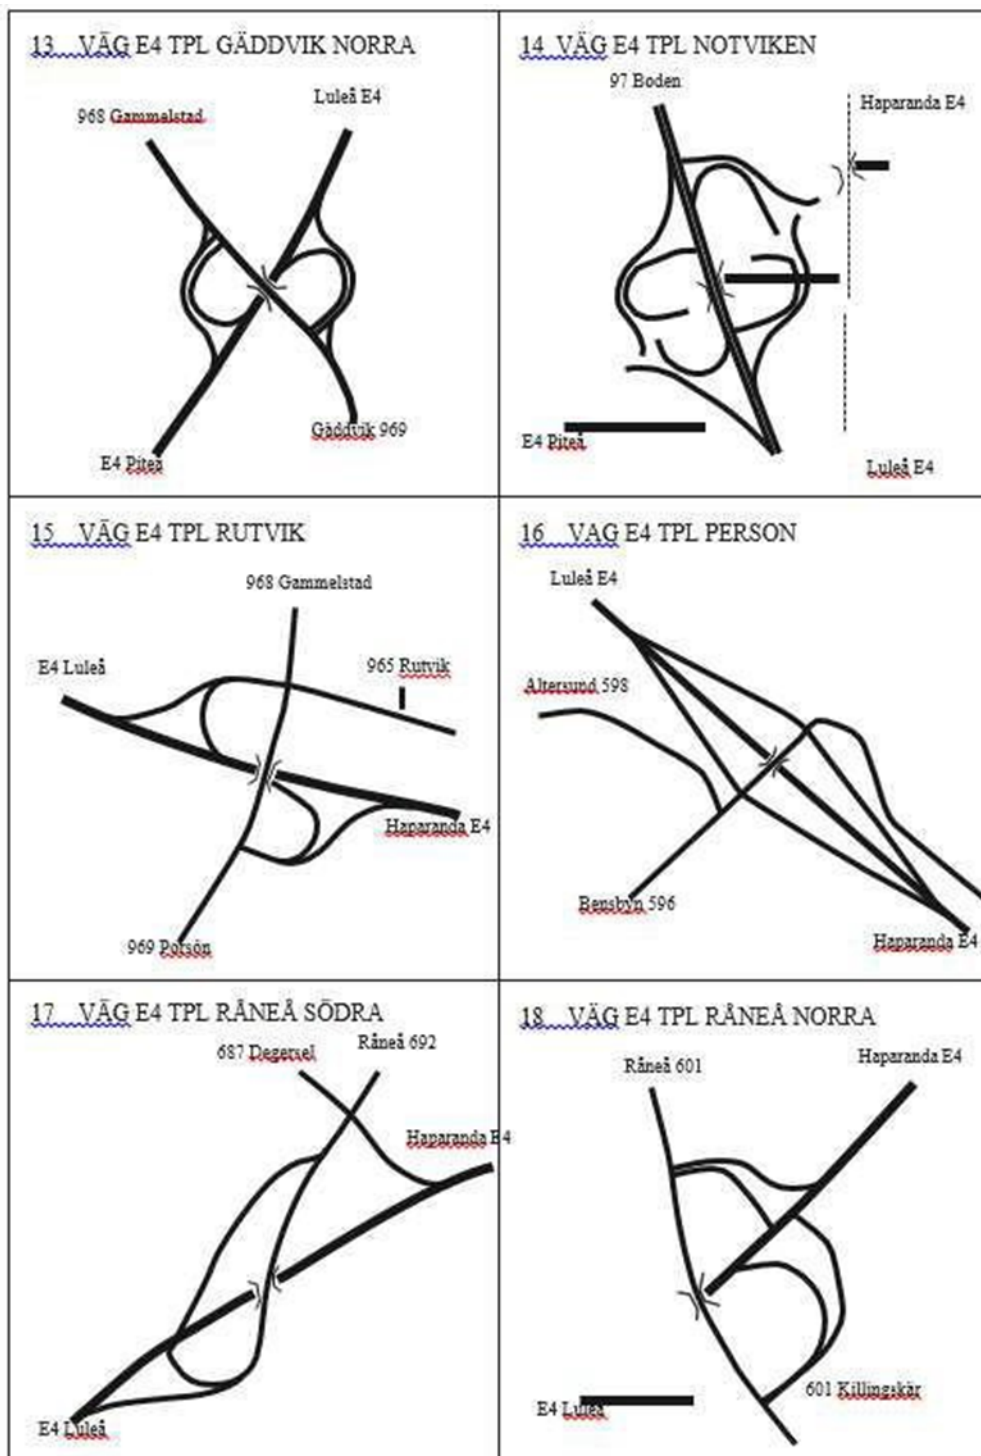 13 VÄG E4 TPL GÄDDVIK NORRA
968 Gammelstad
Luleå E4
Gäddvik 969
E4 Piteå
14 VÄG E4 TPL NOTVIKEN
97 Boden
Haparanda E4
E4 Piteå
Luleå E4
15 VÄG E4 TPL RUTVIK
968 Gammelstad
E4 Luleå
965 Rutvik
Haparanda E4
969 Porsön
16 VÄG E4 TPL PERSON
Luleå E4
Altersund 598
Bensbyn 596
Haparanda E4
17 VÄG E4 TPL RÅNEÅ SÖDRA
687 Degersel
Råneå 692
Haparanda E4
E4 Luleå
18 VÄG E4 TPL RÅNEÅ NORRA
Råneå 601
Haparanda E4
601 Killingskär
E4 Luleå